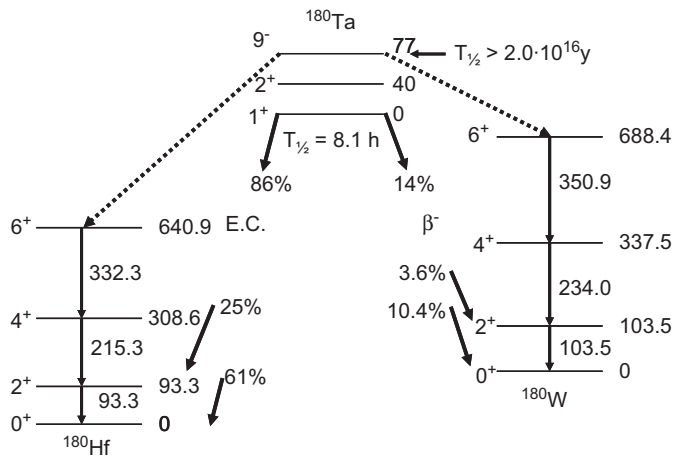 ¹⁸⁰Ta
9⁻ 77 T½ > 2.0·10¹⁶y
2⁺ 40
1⁺ 0
T½ = 8.1 h
86% 14%
6⁺ 688.4
350.9
6⁺ 640.9 E.C. β⁻
4⁺ 337.5
332.3
3.6% 234.0
25% 10.4%
4⁺ 308.6
2⁺ 103.5
215.3 103.5
61%
2⁺ 93.3
0⁺ 0
93.3
¹⁸⁰W
0⁺ 0
¹⁸⁰Hf